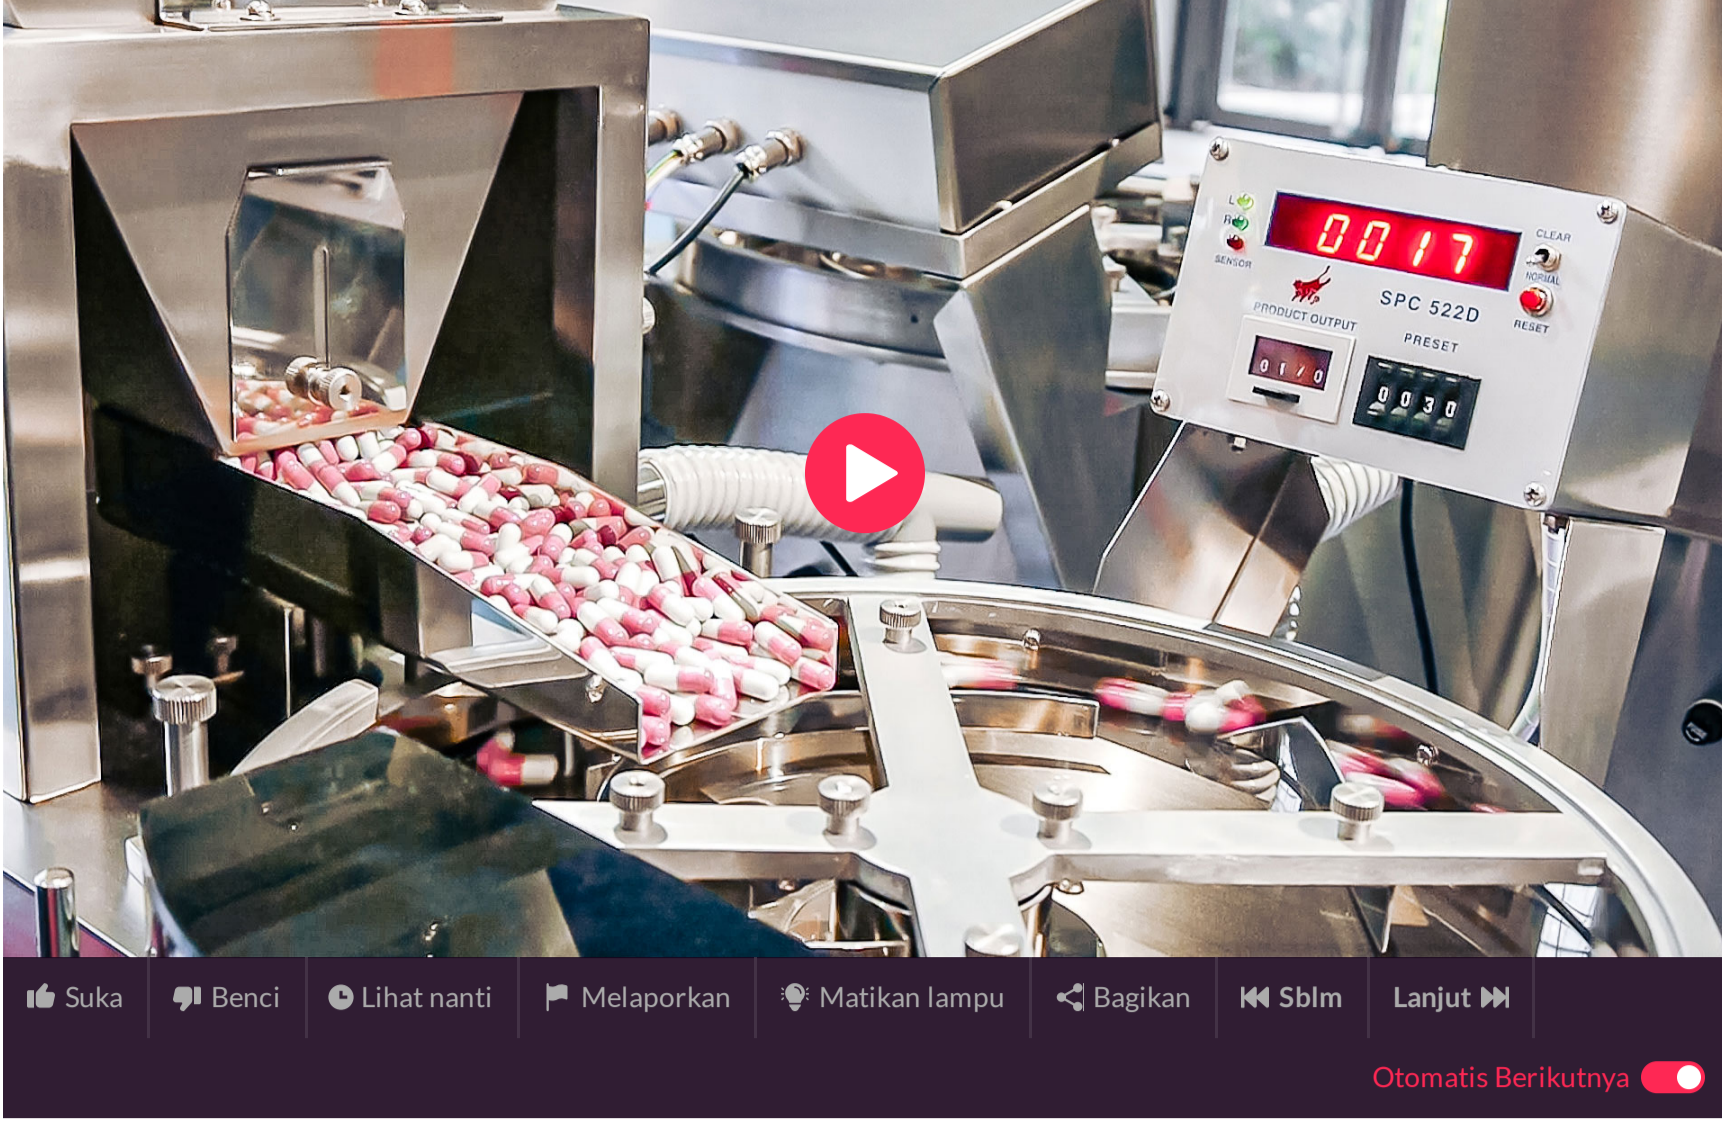 L
R
SENSOR
0017
CLEAR
NORMAL
RESET
SPC 522D
PRODUCT OUTPUT
PRESET
0030
Suka
Benci
Lihat nanti
Melaporkan
Matikan lampu
Bagikan
Sblm
Lanjut
Otomatis Berikutnya